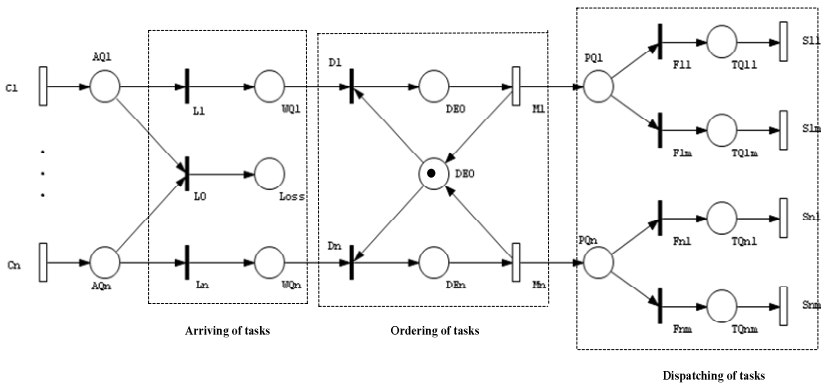 C1
AQ1
L1
WQ1
D1
DE0
M1
PQ1
F11
TQ11
S11
F1m
TQ1m
S1m
L0
Loss
DE0
Cn
AQn
Ln
WQn
Dn
DEn
Mn
PQn
Fn1
TQn1
Sn1
Fnm
TQnm
Snm
Arriving of tasks
Ordering of tasks
Dispatching of tasks